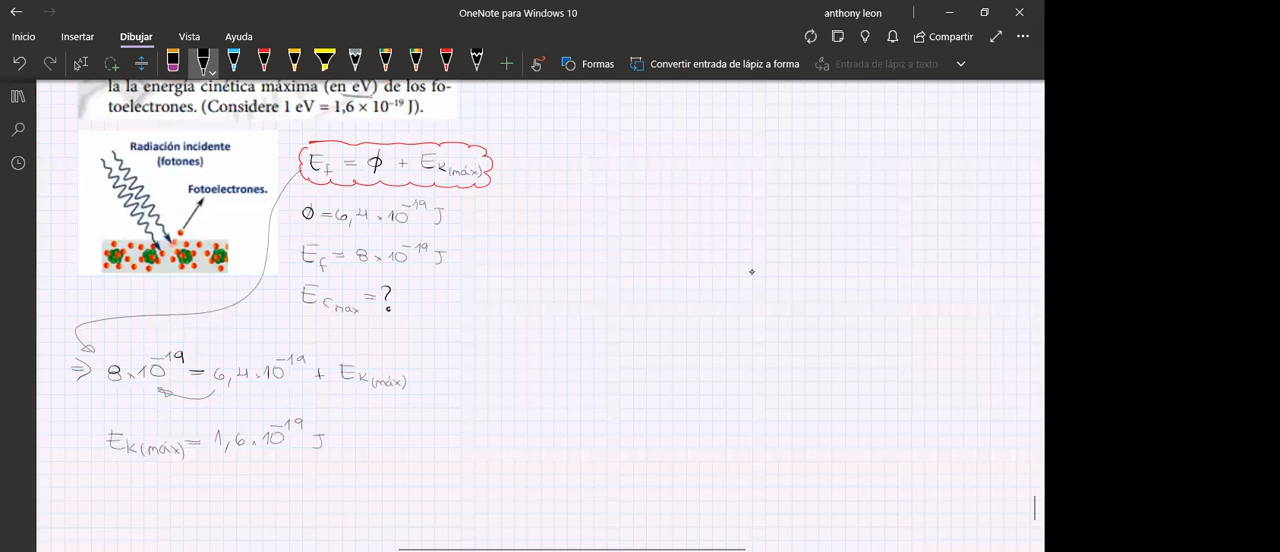 OneNote para Windows 10
anthony leon
Inicio Insertar Dibujar Vista Ayuda
Compartir
Formas Convertir entrada de lápiz a forma Entrada de lápiz a texto
la la energía cinética máxima (en eV) de los fo-
toelectrones. (Considere 1 eV = 1,6 × 10⁻¹⁹ J).
Radiación incidente
(fotones)
Fotoelectrones.
E_f = ϕ + E_K(máx)
ϕ = 6,4 × 10⁻¹⁹ J
E_f = 8 × 10⁻¹⁹ J
E_c max = ?
⇒ 8 × 10⁻¹⁹ = 6,4 × 10⁻¹⁹ + E_K(máx)
E_K(máx) = 1,6 × 10⁻¹⁹ J